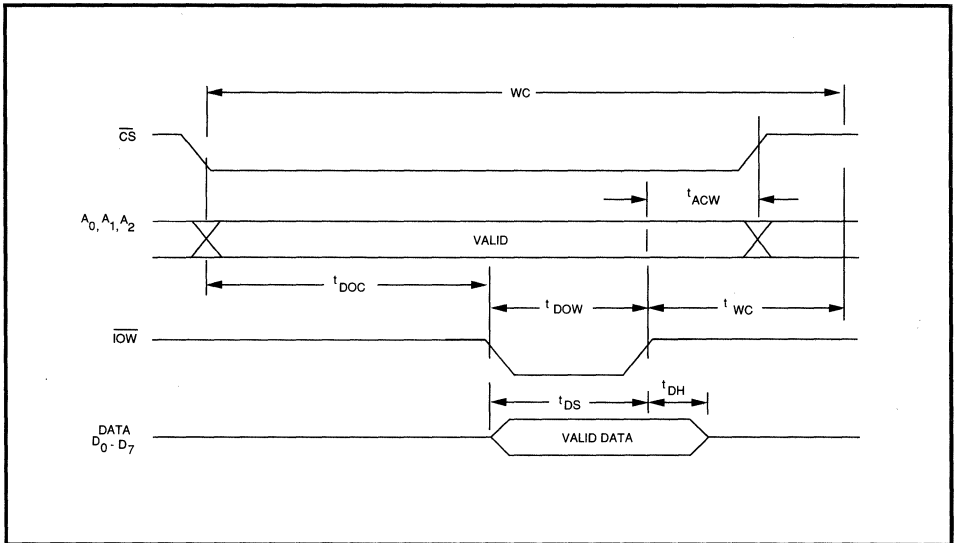 WC
CS
tACW
A0, A1, A2
VALID
tDOC
tDOW
tWC
IOW
tDS
tDH
DATA
D0 - D7
VALID DATA